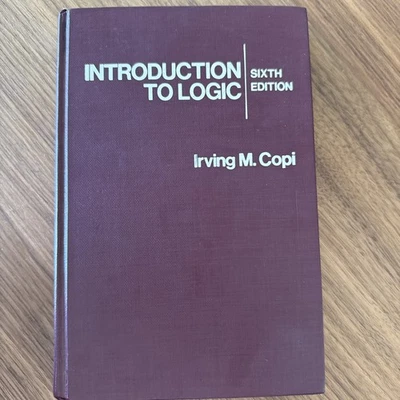 INTRODUCTION
TO LOGIC
SIXTH
EDITION
Irving M. Copi